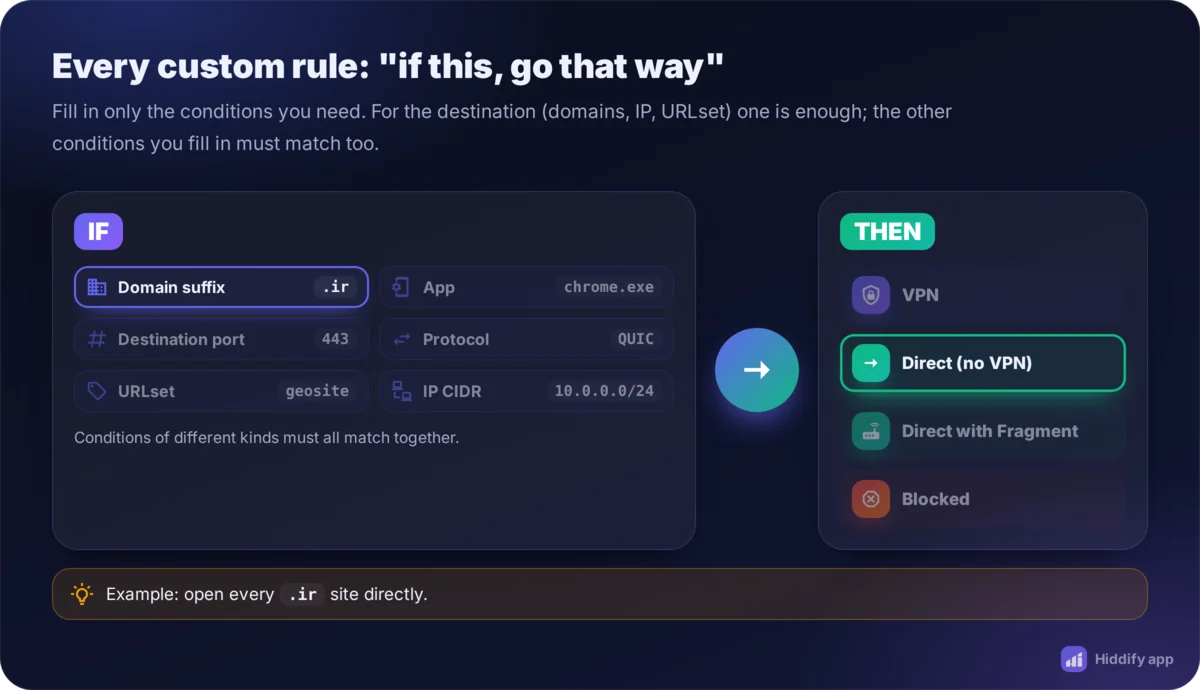 Every custom rule: "if this, go that way"
Fill in only the conditions you need. For the destination (domains, IP, URLset) one is enough; the other
conditions you fill in must match too.
IF
Domain suffix .ir
App chrome.exe
Destination port 443
Protocol QUIC
URLset geosite
IP CIDR 10.0.0.0/24
Conditions of different kinds must all match together.
THEN
VPN
Direct (no VPN)
Direct with Fragment
Blocked
Example: open every .ir site directly.
Hiddify app